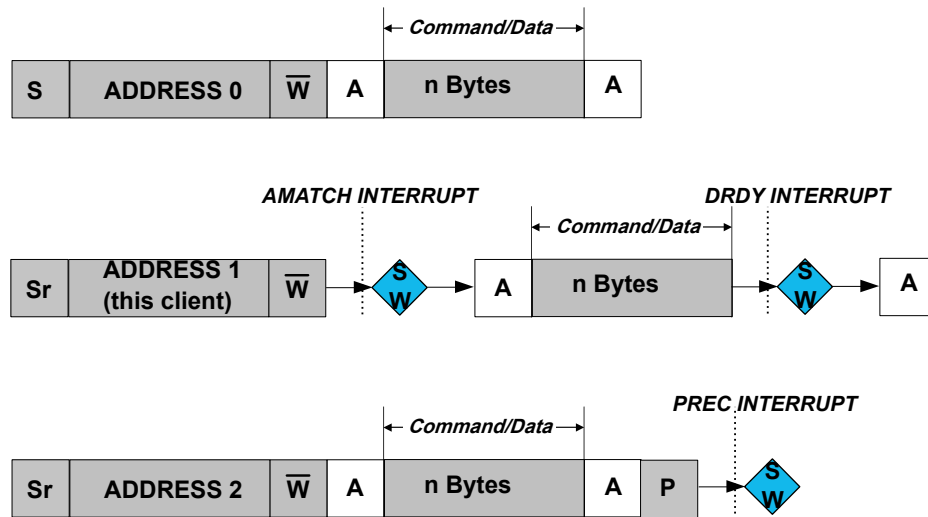 Command/Data
S ADDRESS 0 W̅ A n Bytes A
AMATCH INTERRUPT DRDY INTERRUPT
Command/Data
Sr ADDRESS 1 (this client) W̅ S W A n Bytes S W A
PREC INTERRUPT
Command/Data
Sr ADDRESS 2 W̅ A n Bytes A P S W